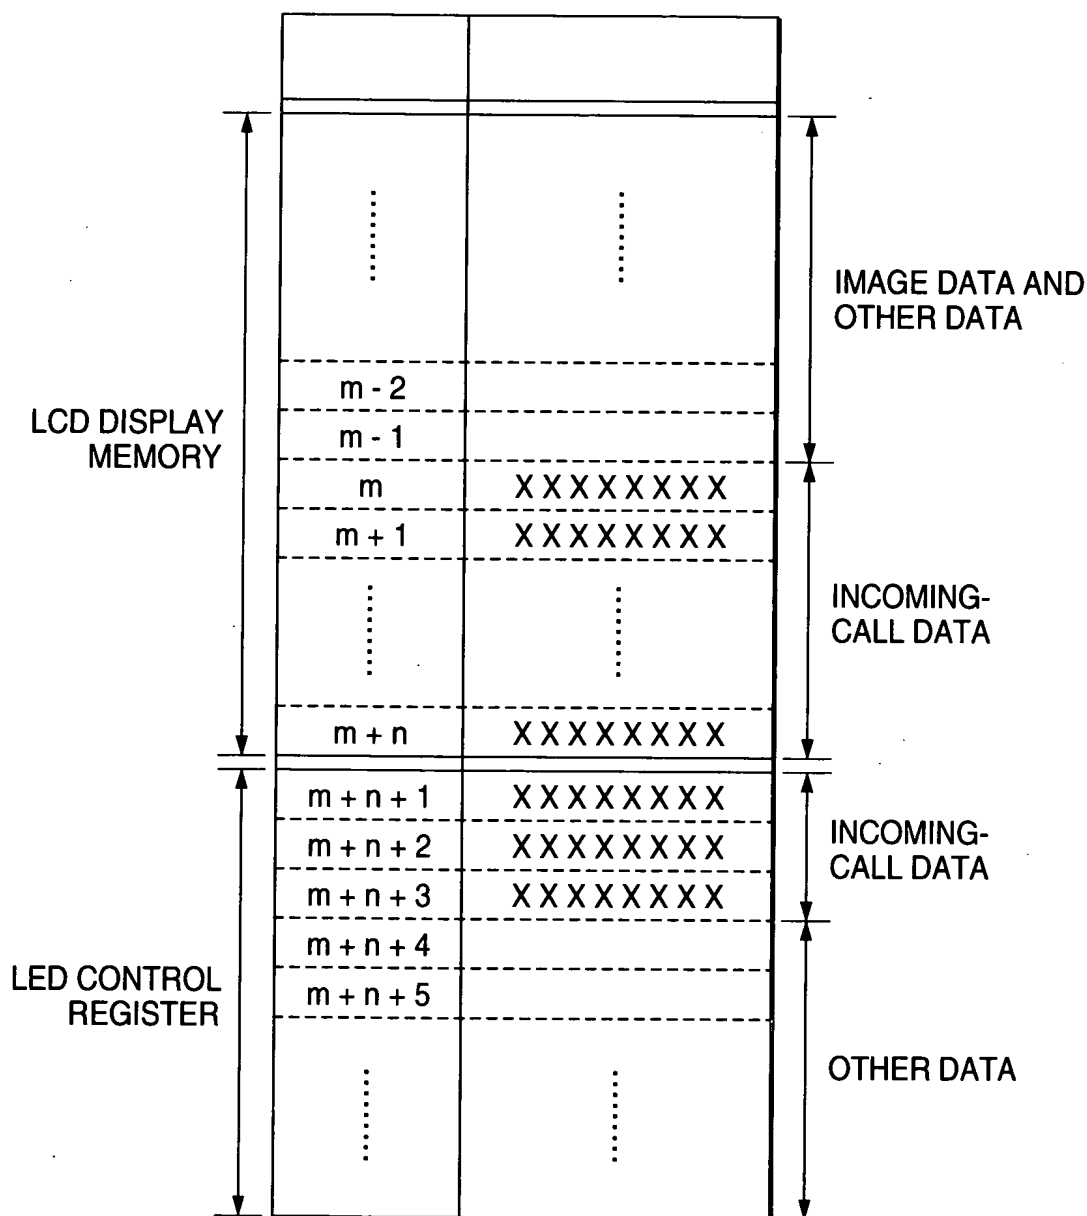 IMAGE DATA AND
OTHER DATA
m - 2
m - 1
LCD DISPLAY
MEMORY
m XXXXXXXX
m + 1 XXXXXXXX
INCOMING-
CALL DATA
m + n XXXXXXXX
m + n + 1 XXXXXXXX
m + n + 2 XXXXXXXX
m + n + 3 XXXXXXXX
INCOMING-
CALL DATA
m + n + 4
m + n + 5
LED CONTROL
REGISTER
OTHER DATA